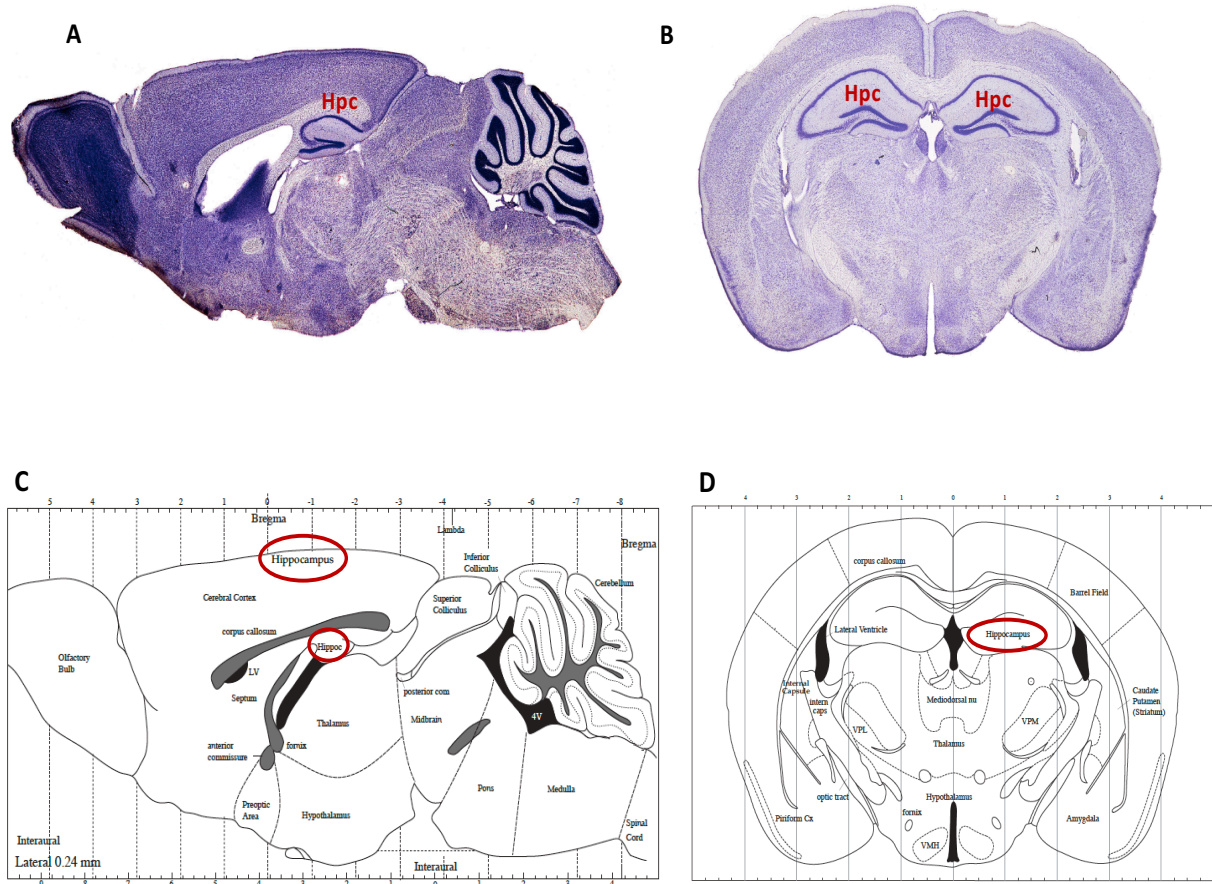 A
B
Hpc
Hpc
Hpc
C
5 4 3 2 1 0 -1 -2 -3 -4 -5 -6 -7 -8
Bregma
Lambda
Bregma
Hippocampus
Inferior
Colliculus
Cerebellum
Superior
Colliculus
Cerebral Cortex
corpus callosum
Hippoc
Olfactory
Bulb
LV
Septum
posterior com
Midbrain
4V
Thalamus
anterior
commissure
fornix
Preoptic
Area
Hypothalamus
Pons
Medulla
Spinal
Cord
Interaural
Lateral 0.24 mm
Interaural
D
4 3 2 1 0 1 2 3 4
corpus callosum
Barrel Field
Lateral Ventricle
Hippocampus
Internal
Capsule
intern
caps
Mediodorsal nu
Caudate
Putamen
(Striatum)
VPL
VPM
Thalamus
optic tract
Hypothalamus
Piriform Cx
fornix
Amygdala
VMH